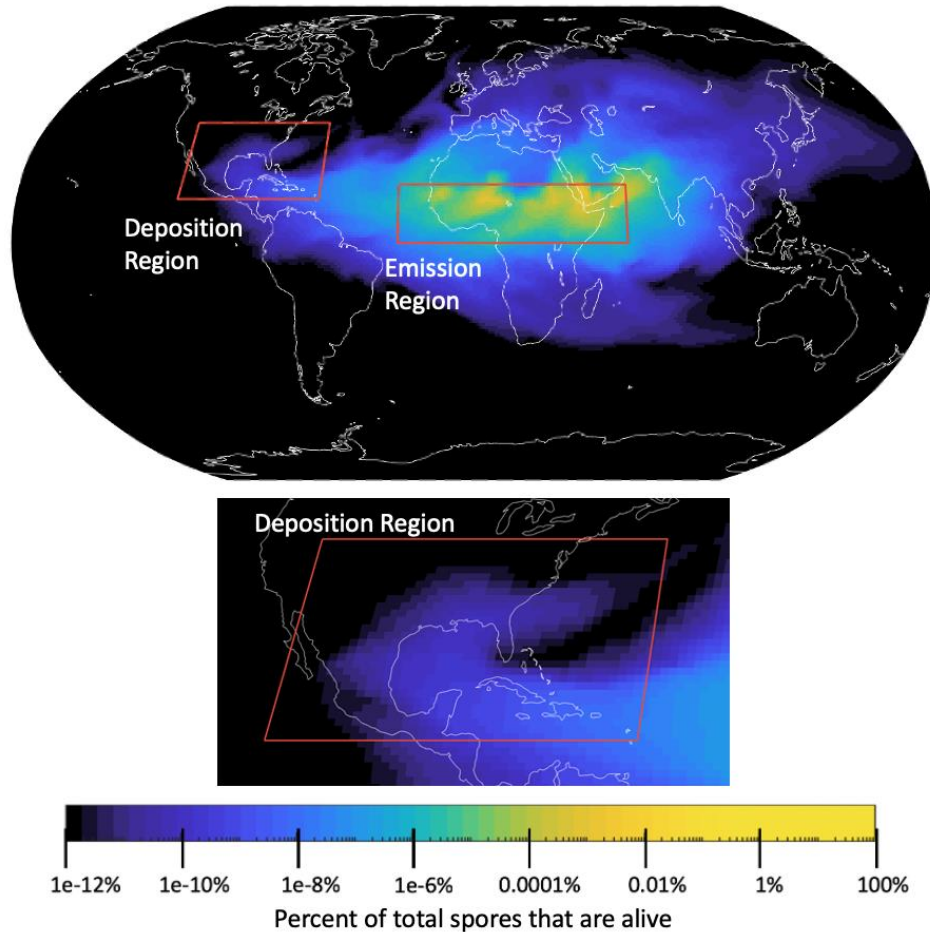 Deposition
Region
Emission
Region
Deposition Region
1e-12% 1e-10% 1e-8% 1e-6% 0.0001% 0.01% 1% 100%
Percent of total spores that are alive